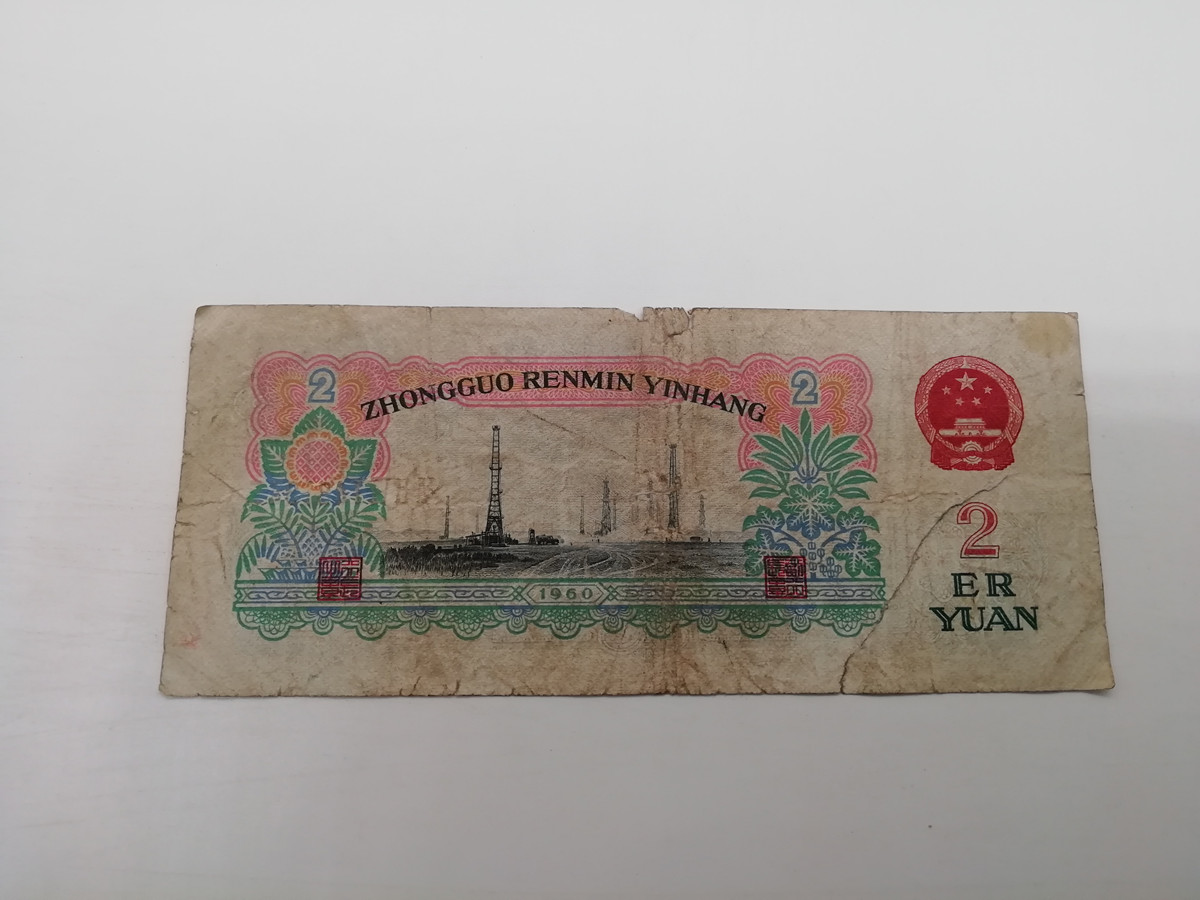 2
ZHONGGUO RENMIN YINHANG
2
2
ER
YUAN
1960